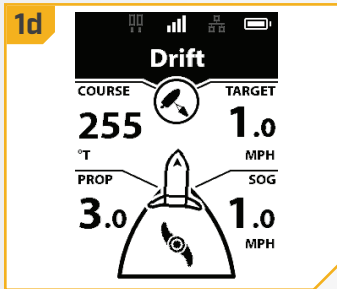 1d
Drift
COURSE TARGET
255 1.0
°T MPH
PROP SOG
3.0 1.0
MPH